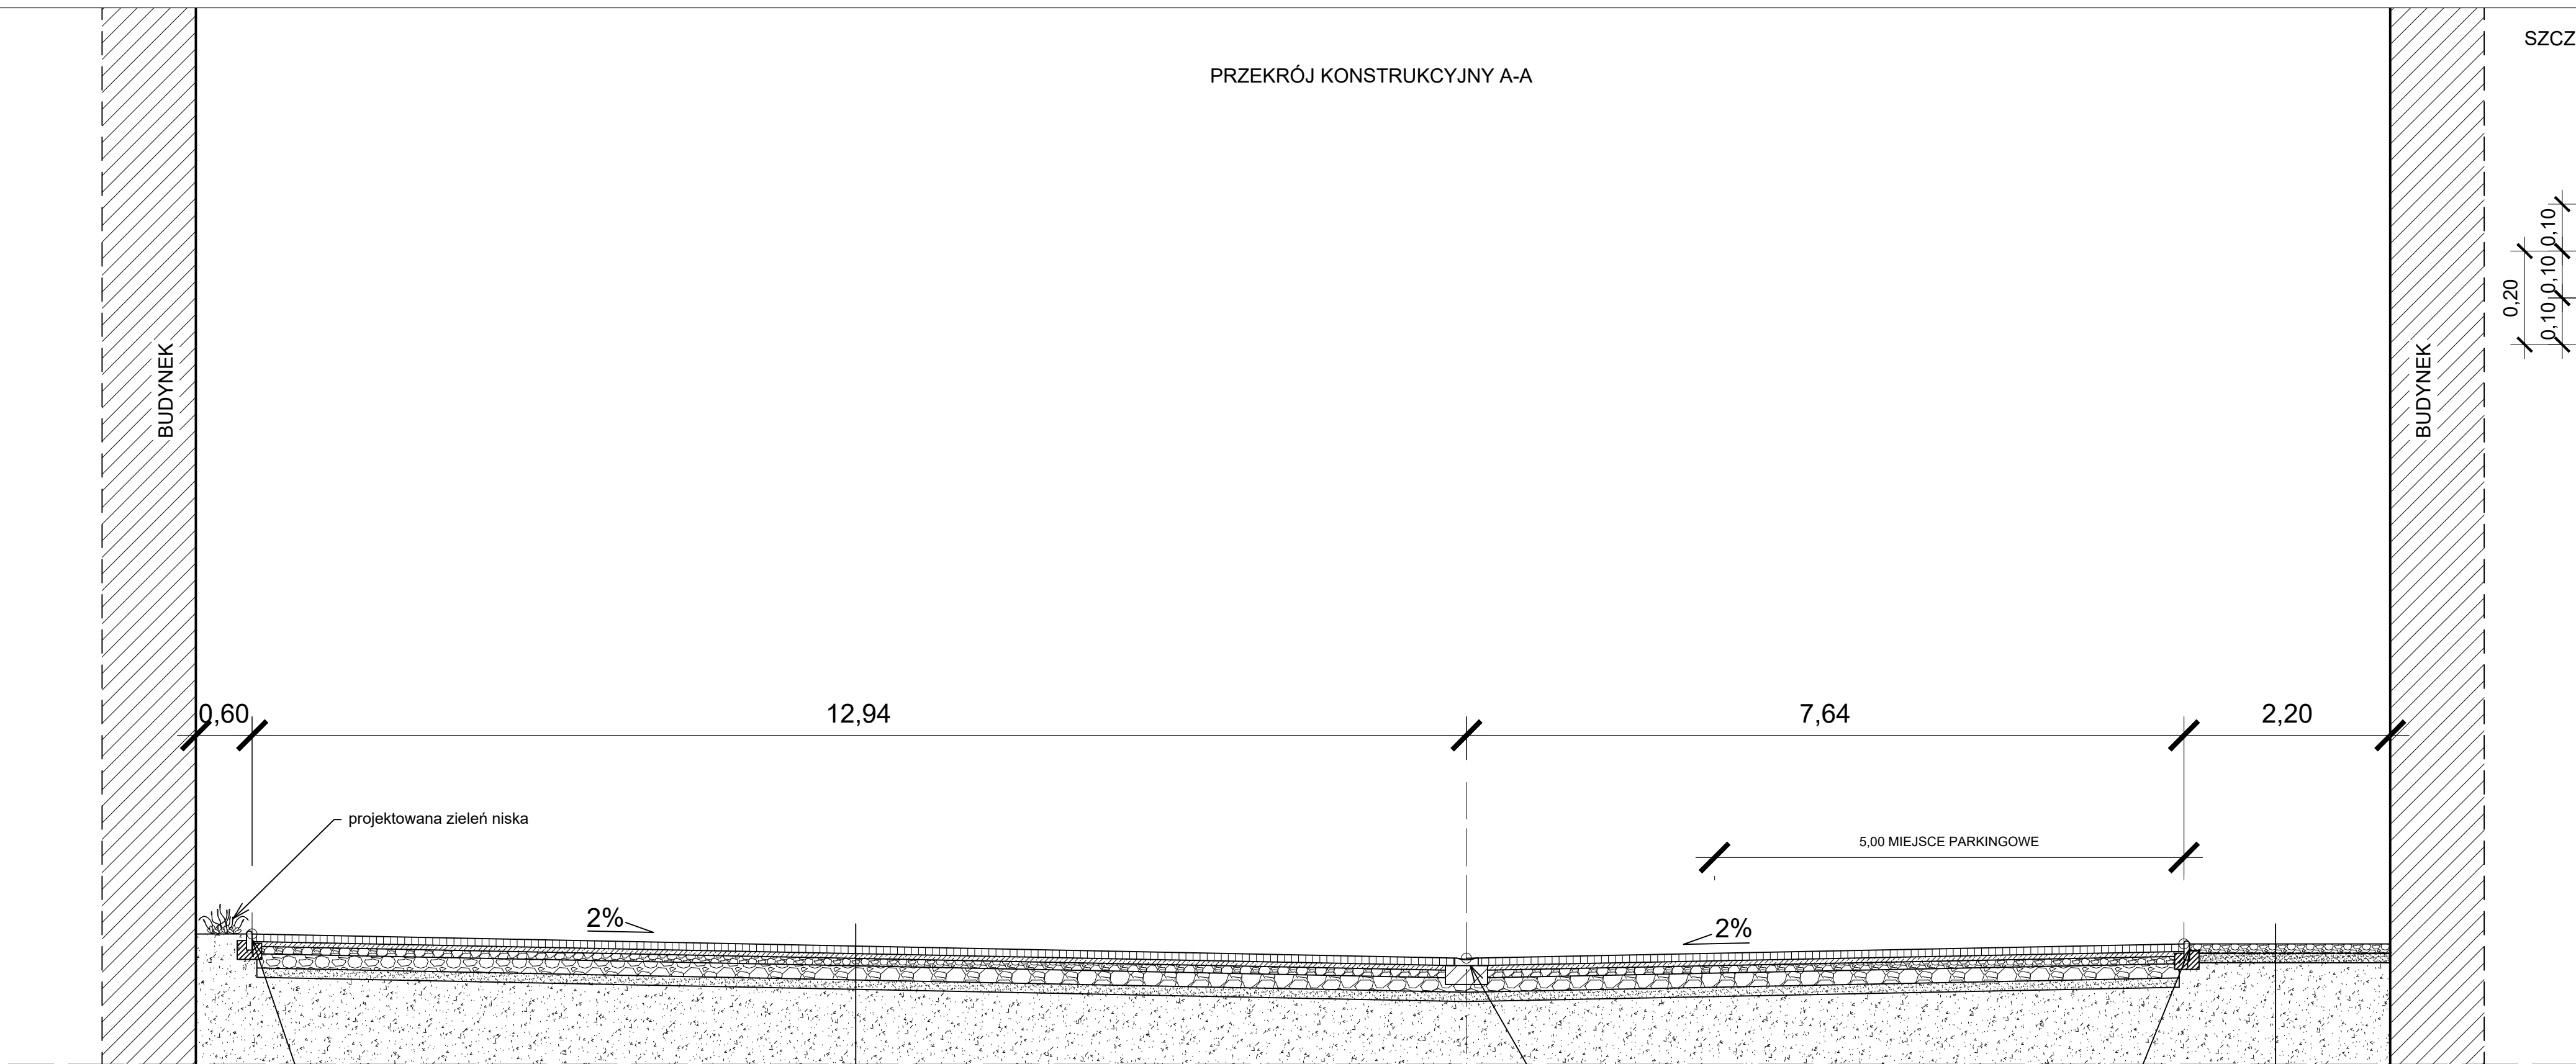 SZCZ
PRZEKRÓJ KONSTRUKCYJNY A-A
0,10
0,10
0,10
0,20
BUDYNEK
BUDYNEK
0,60
12,94
7,64
2,20
projektowana zieleń niska
5,00 MIEJSCE PARKINGOWE
2%
2%